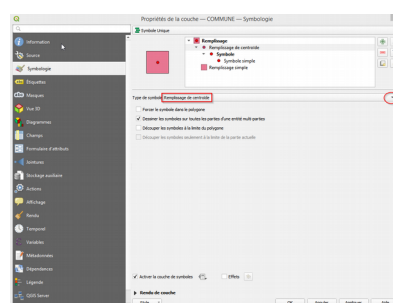 Propriétés de la couche — COMMUNE — Symbologie
Information
Source
Symbologie
Étiquettes
Masques
Vue 3D
Diagrammes
Champs
Formulaire d'attributs
Jointures
Stockage auxiliaire
Actions
Affichage
Rendu
Temporel
Variables
Métadonnées
Dépendances
Légende
QGIS Server
Symbole Unique
Remplissage
Remplissage de centroïde
Symbole
Symbole simple
Remplissage simple
Type de symbole Remplissage de centroïde
Forcer le symbole dans le polygone
Dessiner les symboles sur toutes les parties d'une entité multi-parties
Découper les symboles à la limite du polygone
Découper les symboles seulement à la limite de la partie actuelle
Activer la couche de symboles
Effets
Rendu de couche
Style
OK
Annuler
Appliquer
Aide